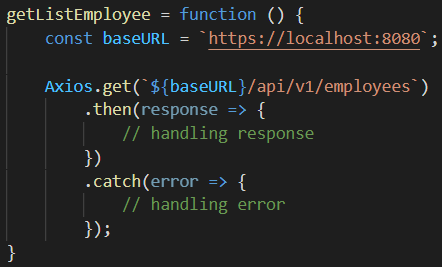 getListEmployee = function () {
    const baseURL = `https://localhost:8080`;

    Axios.get(`${baseURL}/api/v1/employees`)
        .then(response => {
            // handling response
        })
        .catch(error => {
            // handling error
        });
}